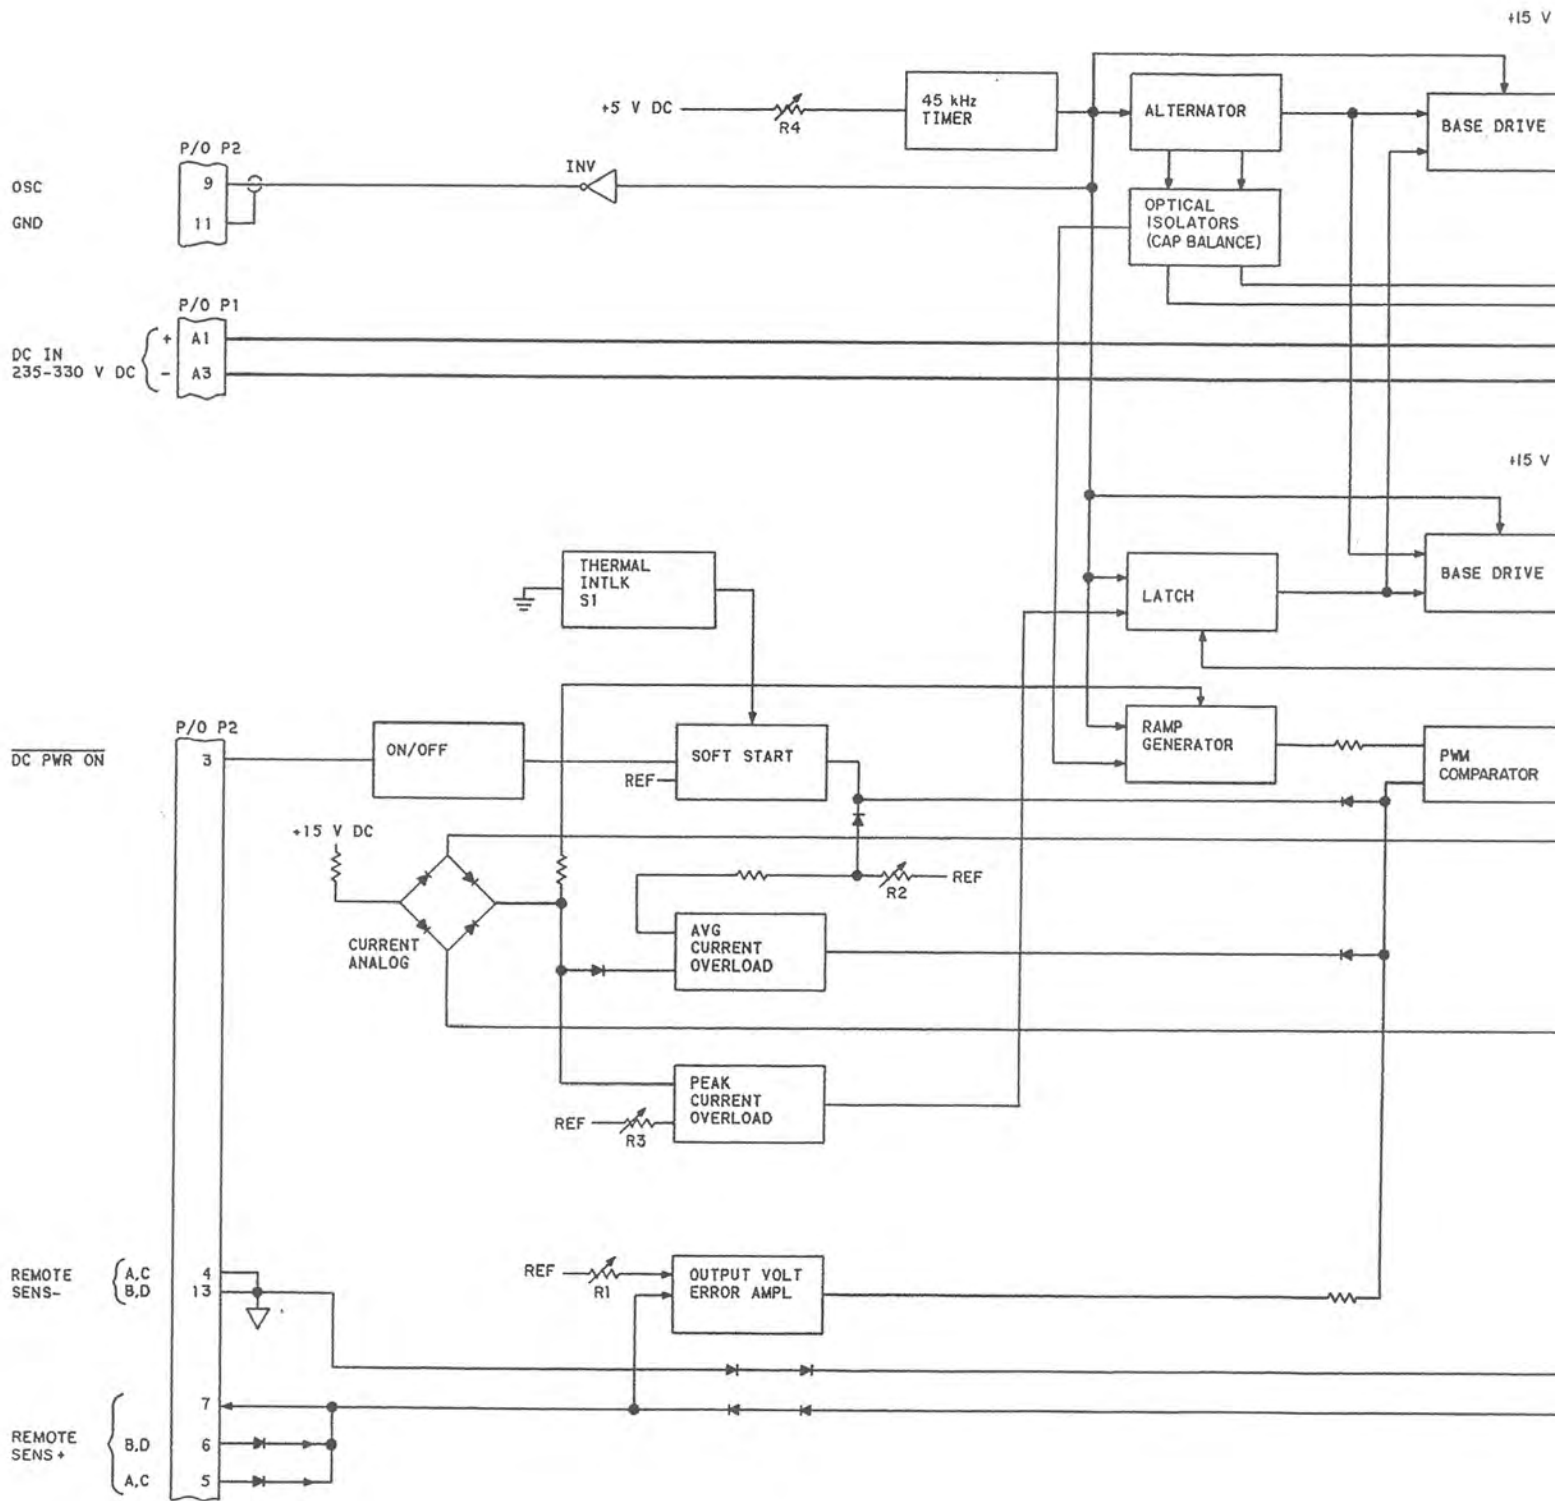 +15 V
+5 V DC
R4
45 kHz
TIMER
ALTERNATOR
BASE DRIVE
P/O P2
INV
OSC
9
GND
11
OPTICAL
ISOLATORS
(CAP BALANCE)
P/O P1
DC IN
235-330 V DC
+ A1
- A3
+15 V
THERMAL
INTLK
S1
LATCH
BASE DRIVE
P/O P2
DC PWR ON
3
ON/OFF
SOFT START
REF
RAMP
GENERATOR
PWM
COMPARATOR
+15 V DC
R2
REF
CURRENT
ANALOG
AVG
CURRENT
OVERLOAD
PEAK
CURRENT
OVERLOAD
REF
R3
REMOTE
SENS-
A,C
B,D
4
13
REF
R1
OUTPUT VOLT
ERROR AMPL
7
REMOTE
SENS+
B,D
6
A,C
5